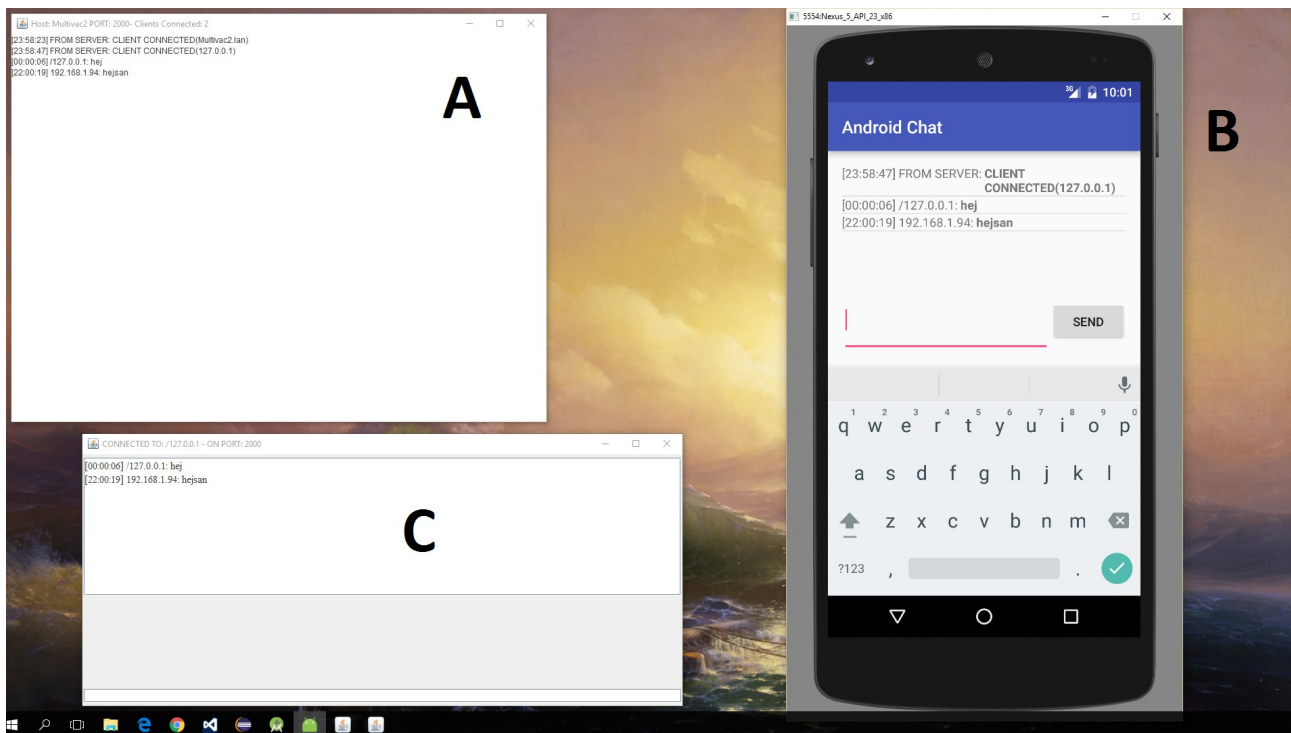 Host: Multivac2 PORT: 2000- Clients Connected: 2
[23:58:23] FROM SERVER: CLIENT CONNECTED(Multivac2.lan)
[23:58:47] FROM SERVER: CLIENT CONNECTED(127.0.0.1)
[00:00:06] /127.0.0.1: hej
[22:00:19] 192.168.1.94: hejsan
A
CONNECTED TO: /127.0.0.1 - ON PORT: 2000
[00:00:06] /127.0.0.1: hej
[22:00:19] 192.168.1.94: hejsan
C
5554:Nexus_5_API_23_x86
3G 10:01
Android Chat
[23:58:47] FROM SERVER: CLIENT
CONNECTED(127.0.0.1)
[00:00:06] /127.0.0.1: hej
[22:00:19] 192.168.1.94: hejsan
SEND
1 2 3 4 5 6 7 8 9 0
q w e r t y u i o p
a s d f g h j k l
z x c v b n m
?123 , .
B